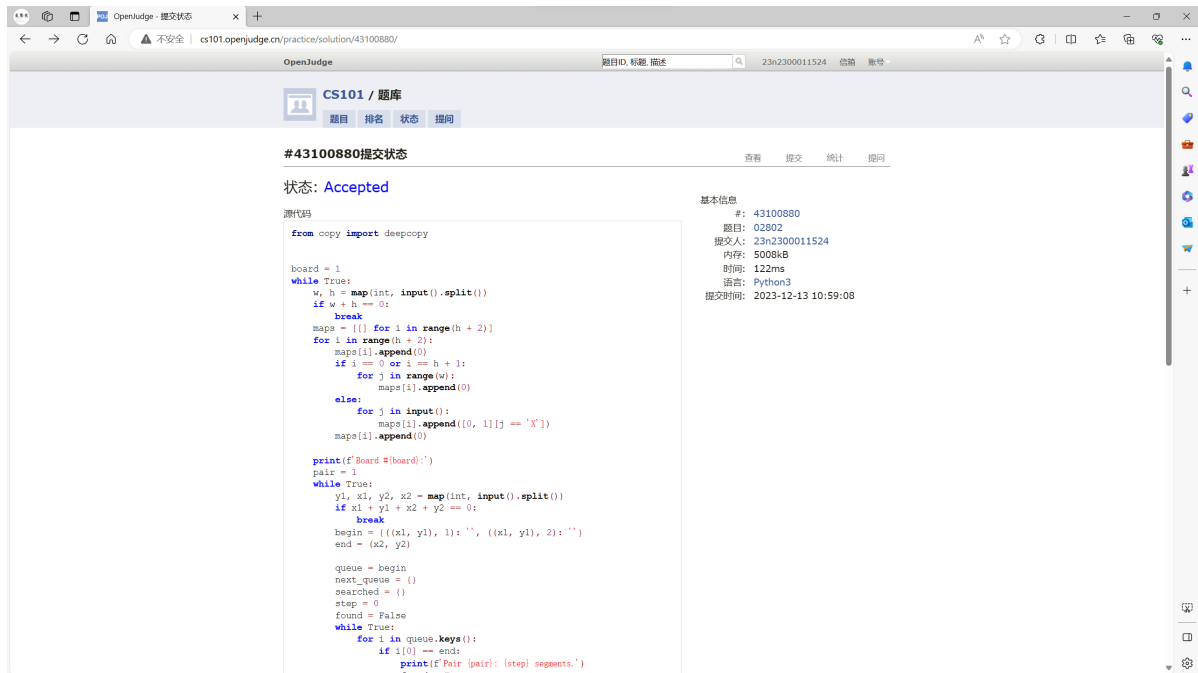 OpenJudge - 提交状态
不安全 | cs101.openjudge.cn/practice/solution/43100880/
OpenJudge 题目ID, 标题, 描述 23n2300011524 信箱 账号
CS101 / 题库
题目 排名 状态 提问
#43100880提交状态 查看 提交 统计 提问
状态: Accepted
源代码
from copy import deepcopy
board = 1
while True:
    w, h = map(int, input().split())
    if w + h == 0:
        break
    maps = [[] for i in range(h + 2)]
    for i in range(h + 2):
        maps[i].append(0)
        if i == 0 or i == h + 1:
            for j in range(w):
                maps[i].append(0)
        else:
            for j in input():
                maps[i].append([0, 1][j == 'X'])
        maps[i].append(0)
    print(f'Board #{board}:')
    pair = 1
    while True:
        y1, x1, y2, x2 = map(int, input().split())
        if x1 + y1 + x2 + y2 == 0:
            break
        begin = {((x1, y1), 1): '', ((x1, y1), 2): ''}
        end = (x2, y2)
        queue = begin
        next_queue = {}
        searched = {}
        step = 0
        found = False
        while True:
            for i in queue.keys():
                if i[0] == end:
                    print(f'Pair {pair}: {step} segments.')
基本信息
#: 43100880
题目: 02802
提交人: 23n2300011524
内存: 5008kB
时间: 122ms
语言: Python3
提交时间: 2023-12-13 10:59:08